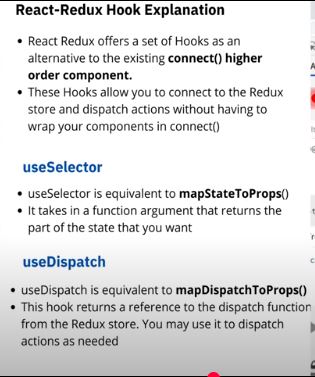 React-Redux Hook Explanation
• React Redux offers a set of Hooks as an
alternative to the existing connect() higher
order component.
• These Hooks allow you to connect to the Redux
store and dispatch actions without having to
wrap your components in connect()
useSelector
• useSelector is equivalent to mapStateToProps()
• It takes in a function argument that returns the
part of the state that you want
useDispatch
• useDispatch is equivalent to mapDispatchToProps()
• This hook returns a reference to the dispatch function
from the Redux store. You may use it to dispatch
actions as needed